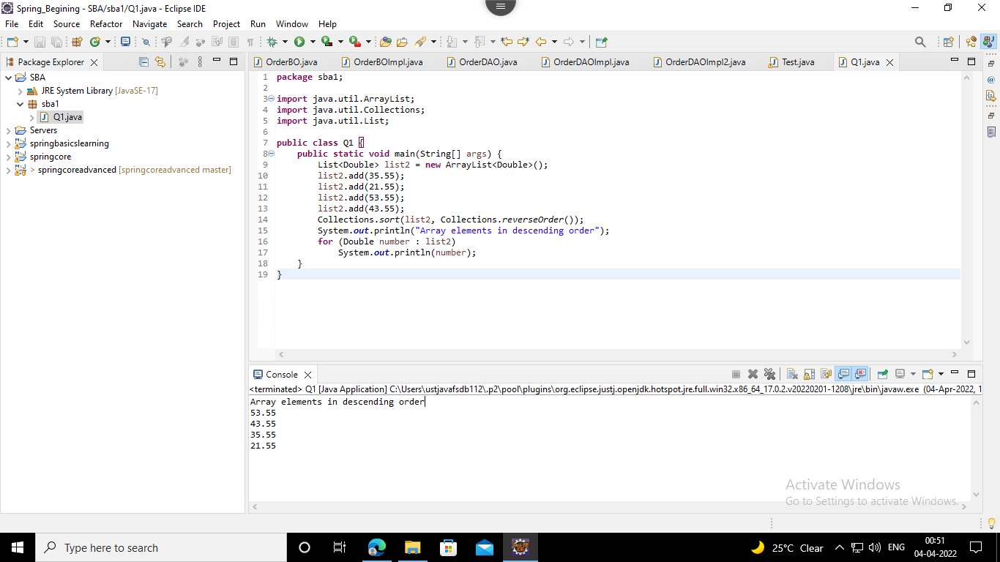 Spring_Begining - SBA/sba1/Q1.java - Eclipse IDE
File Edit Source Refactor Navigate Search Project Run Window Help
Package Explorer
SBA
JRE System Library [JavaSE-17]
sba1
Q1.java
Servers
springbasicslearning
springcore
> springcoreadvanced [springcoreadvanced master]
OrderBO.java OrderBOImpl.java OrderDAO.java OrderDAOImpl.java OrderDAOImpl2.java Test.java Q1.java
1 package sba1;
2
3 import java.util.ArrayList;
4 import java.util.Collections;
5 import java.util.List;
6
7 public class Q1 {
8 public static void main(String[] args) {
9 List<Double> list2 = new ArrayList<Double>();
10 list2.add(35.55);
11 list2.add(21.55);
12 list2.add(53.55);
13 list2.add(43.55);
14 Collections.sort(list2, Collections.reverseOrder());
15 System.out.println("Array elements in descending order");
16 for (Double number : list2)
17 System.out.println(number);
18 }
19 }
Console
<terminated> Q1 [Java Application] C:\Users\ustjavafsdb112\.p2\pool\plugins\org.eclipse.justj.openjdk.hotspot.jre.full.win32.x86_64_17.0.2.v20220201-1208\jre\bin\javaw.exe (04-Apr-2022, 1
Array elements in descending order
53.55
43.55
35.55
21.55
Activate Windows
Go to Settings to activate Windows.
Type here to search
25°C Clear
ENG
00:51
04-04-2022